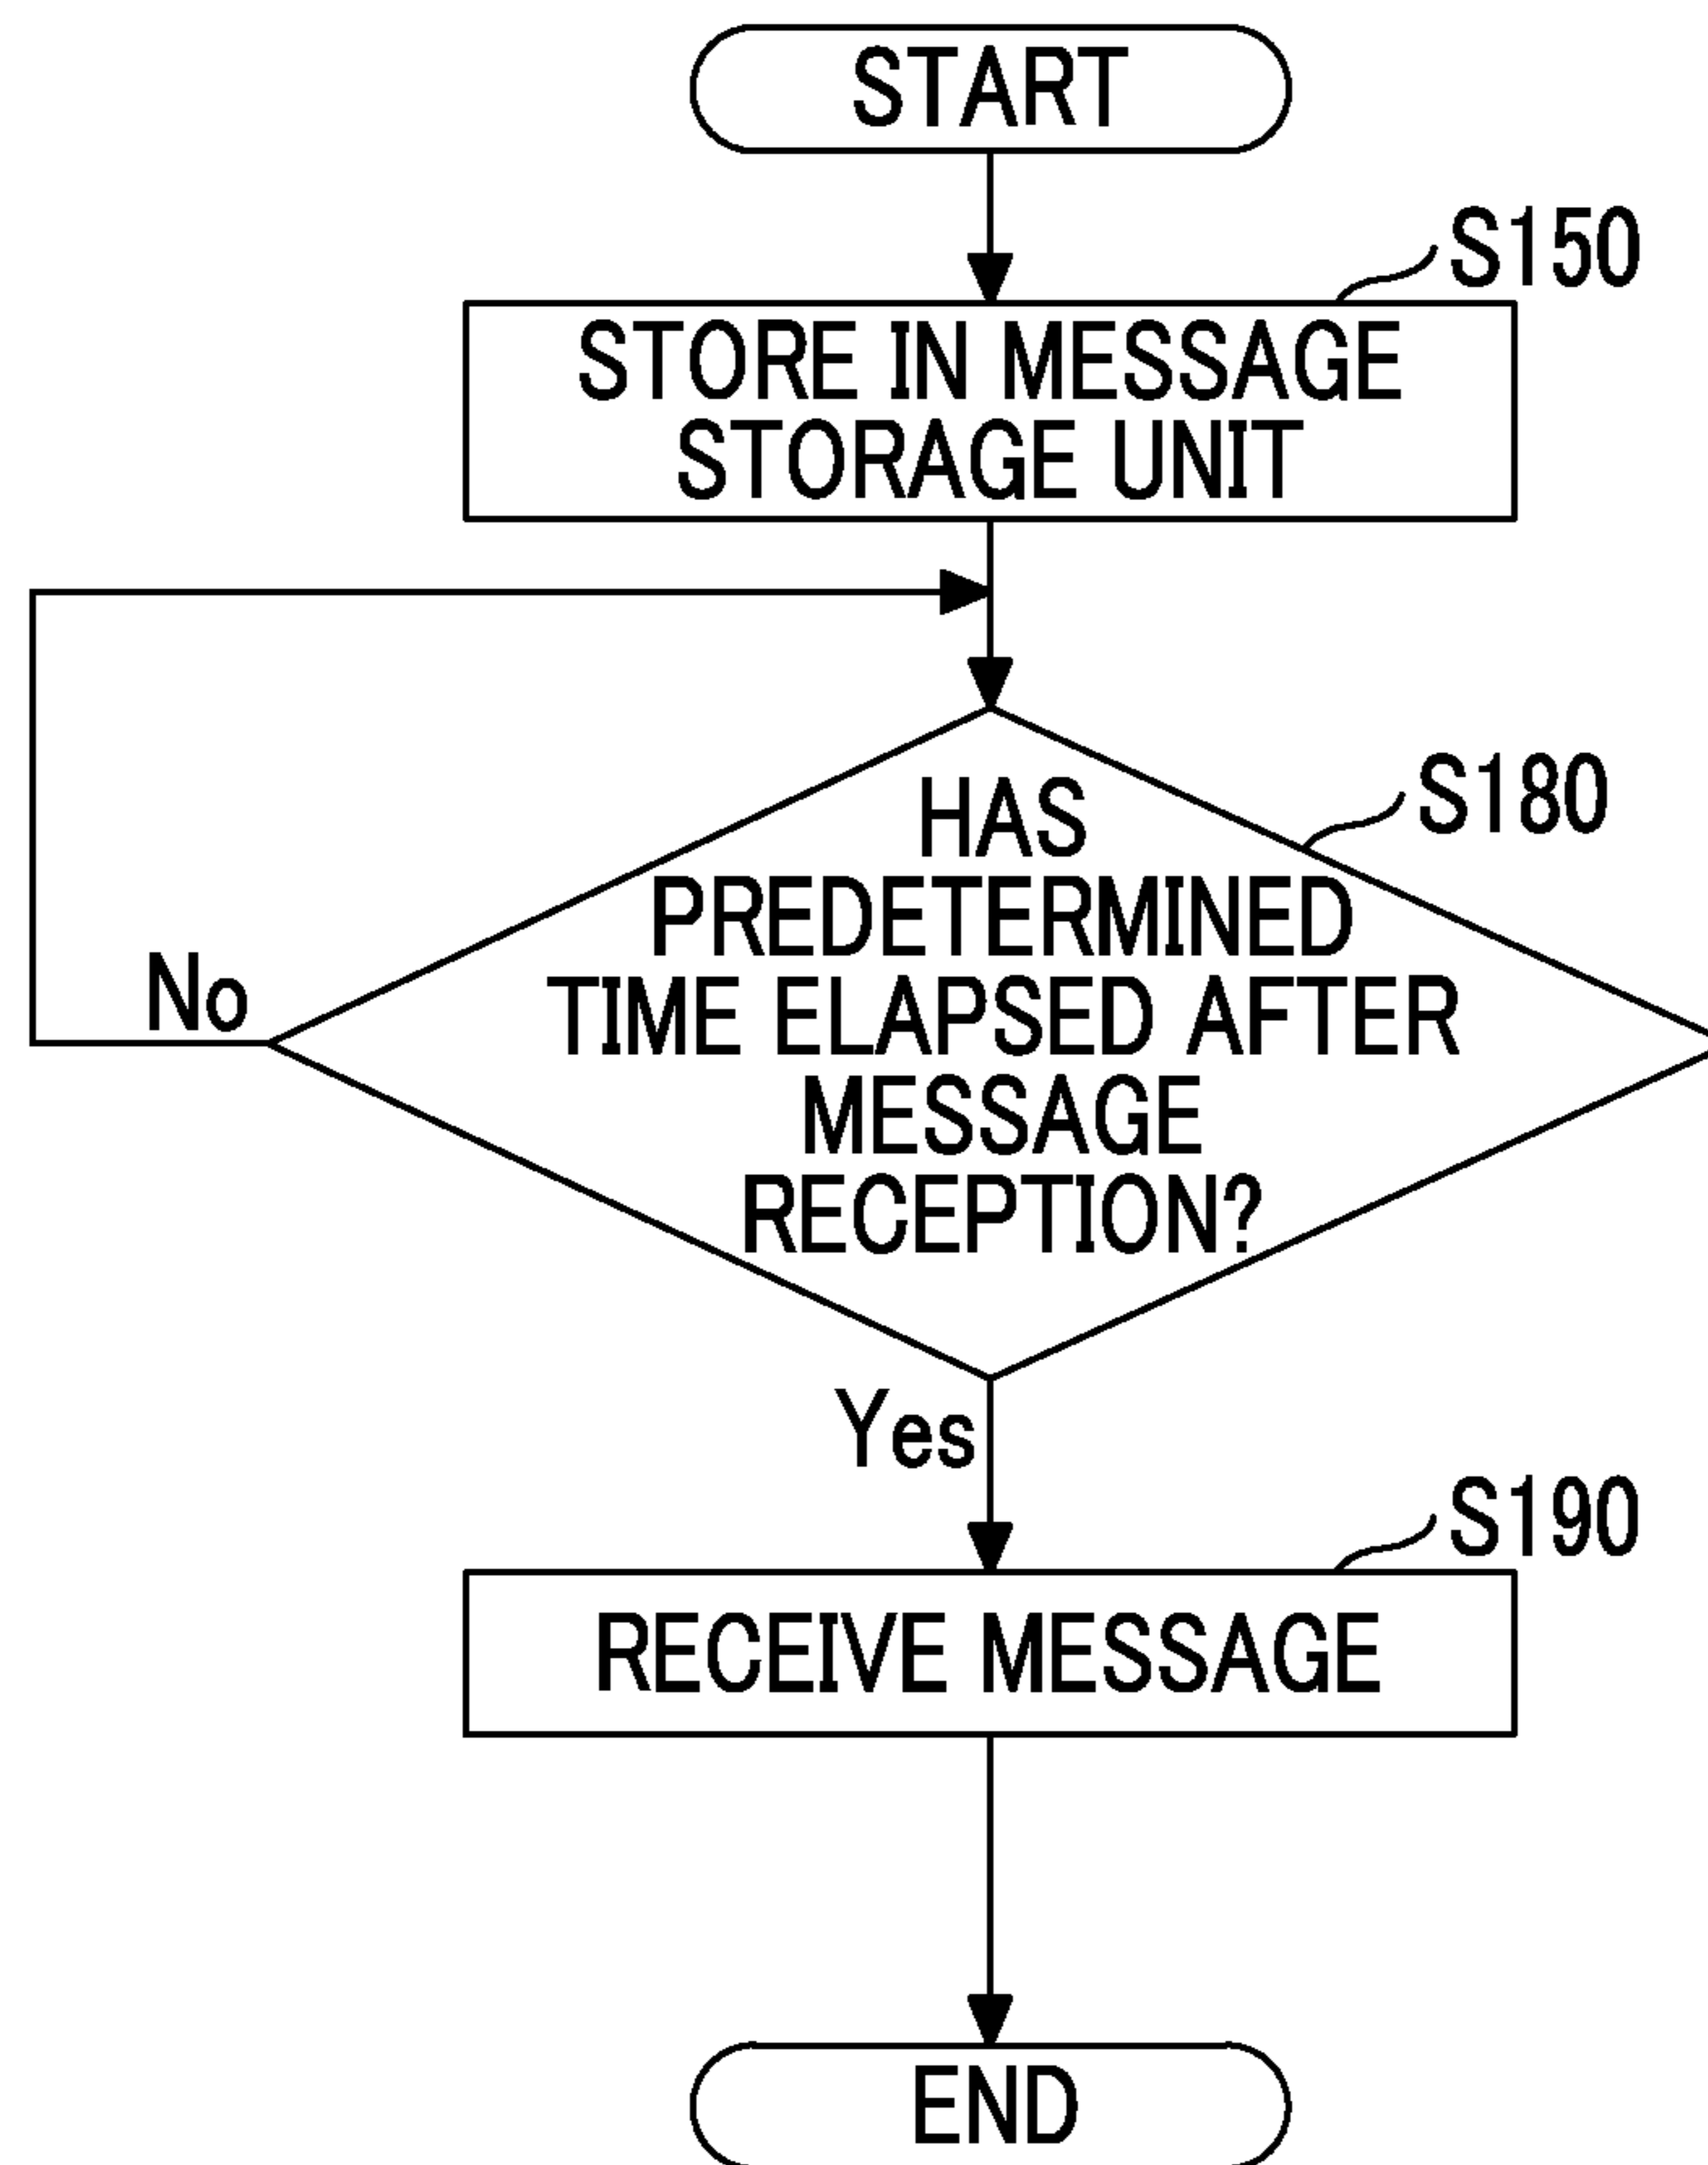 START
S150
STORE IN MESSAGE
STORAGE UNIT
S180
HAS
PREDETERMINED
TIME ELAPSED AFTER
MESSAGE
RECEPTION?
No
Yes
S190
RECEIVE MESSAGE
END